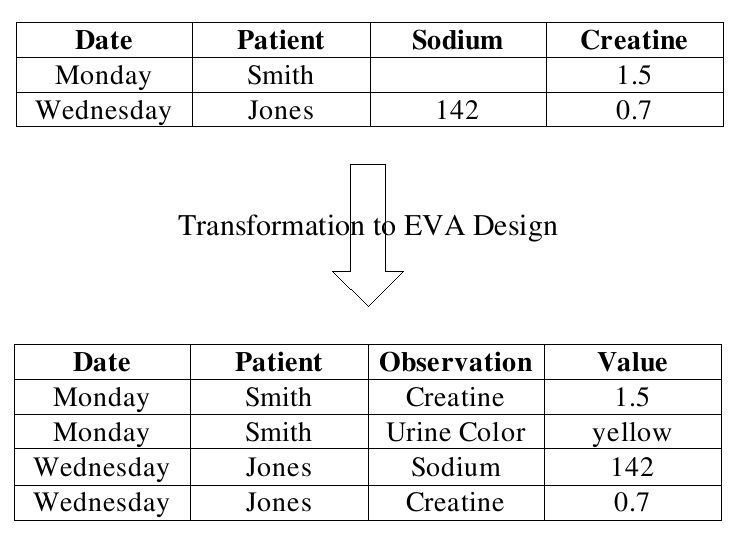 Date Patient Sodium Creatine
Monday Smith 1.5
Wednesday Jones 142 0.7
Transformation to EVA Design
Date Patient Observation Value
Monday Smith Creatine 1.5
Monday Smith Urine Color yellow
Wednesday Jones Sodium 142
Wednesday Jones Creatine 0.7